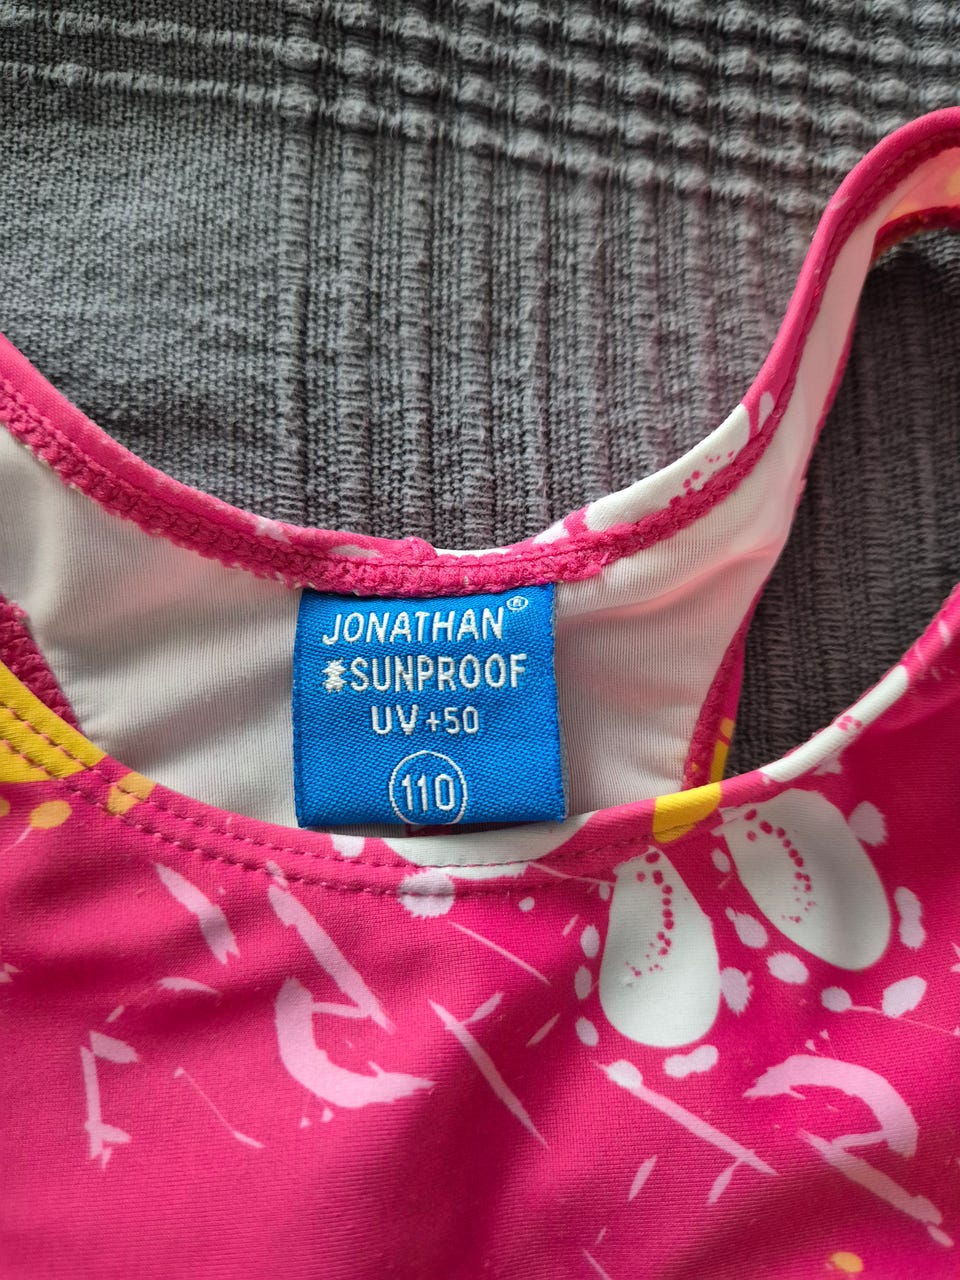 JONATHAN®
SUNPROOF
UV+50
110